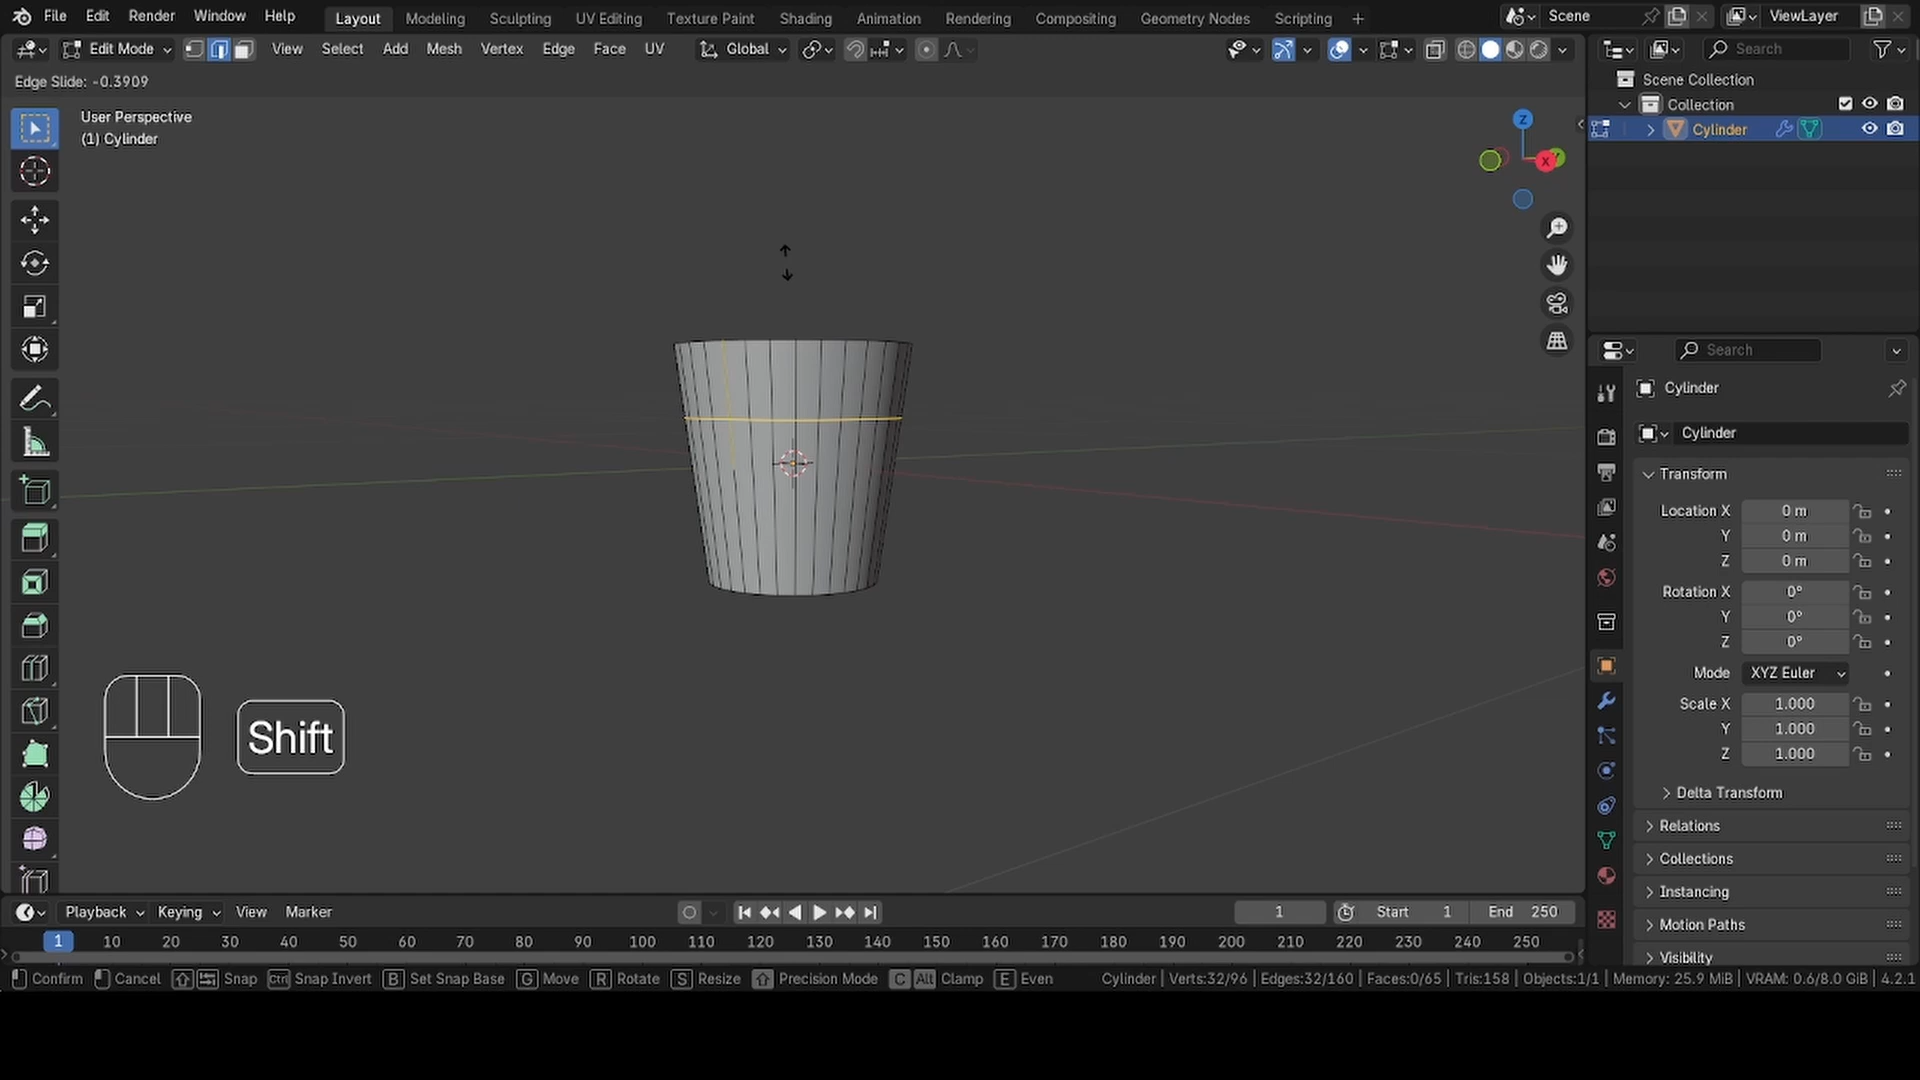 File Edit Render Window Help Layout Modeling Sculpting UV Editing Texture Paint Shading Animation Rendering Compositing Geometry Nodes Scripting + Scene ViewLayer
Edit Mode View Select Add Mesh Vertex Edge Face UV Global Search
Edge Slide: -0.3909
User Perspective
(1) Cylinder
Z
X
Y
Scene Collection
Collection
Cylinder
Search
Cylinder
Cylinder
Transform
Location X 0 m
Y 0 m
Z 0 m
Rotation X 0°
Y 0°
Z 0°
Mode XYZ Euler
Scale X 1.000
Y 1.000
Z 1.000
Delta Transform
Relations
Collections
Instancing
Motion Paths
Visibility
Shift
Playback Keying View Marker 1 Start 1 End 250
1 10 20 30 40 50 60 70 80 90 100 110 120 130 140 150 160 170 180 190 200 210 220 230 240 250
Confirm Cancel Snap Ctrl Snap Invert B Set Snap Base G Move R Rotate S Resize Precision Mode C Alt Clamp E Even Cylinder | Verts:32/96 | Edges:32/160 | Faces:0/65 | Tris:158 | Objects:1/1 | Memory: 25.9 MiB | VRAM: 0.6/8.0 GiB | 4.2.1